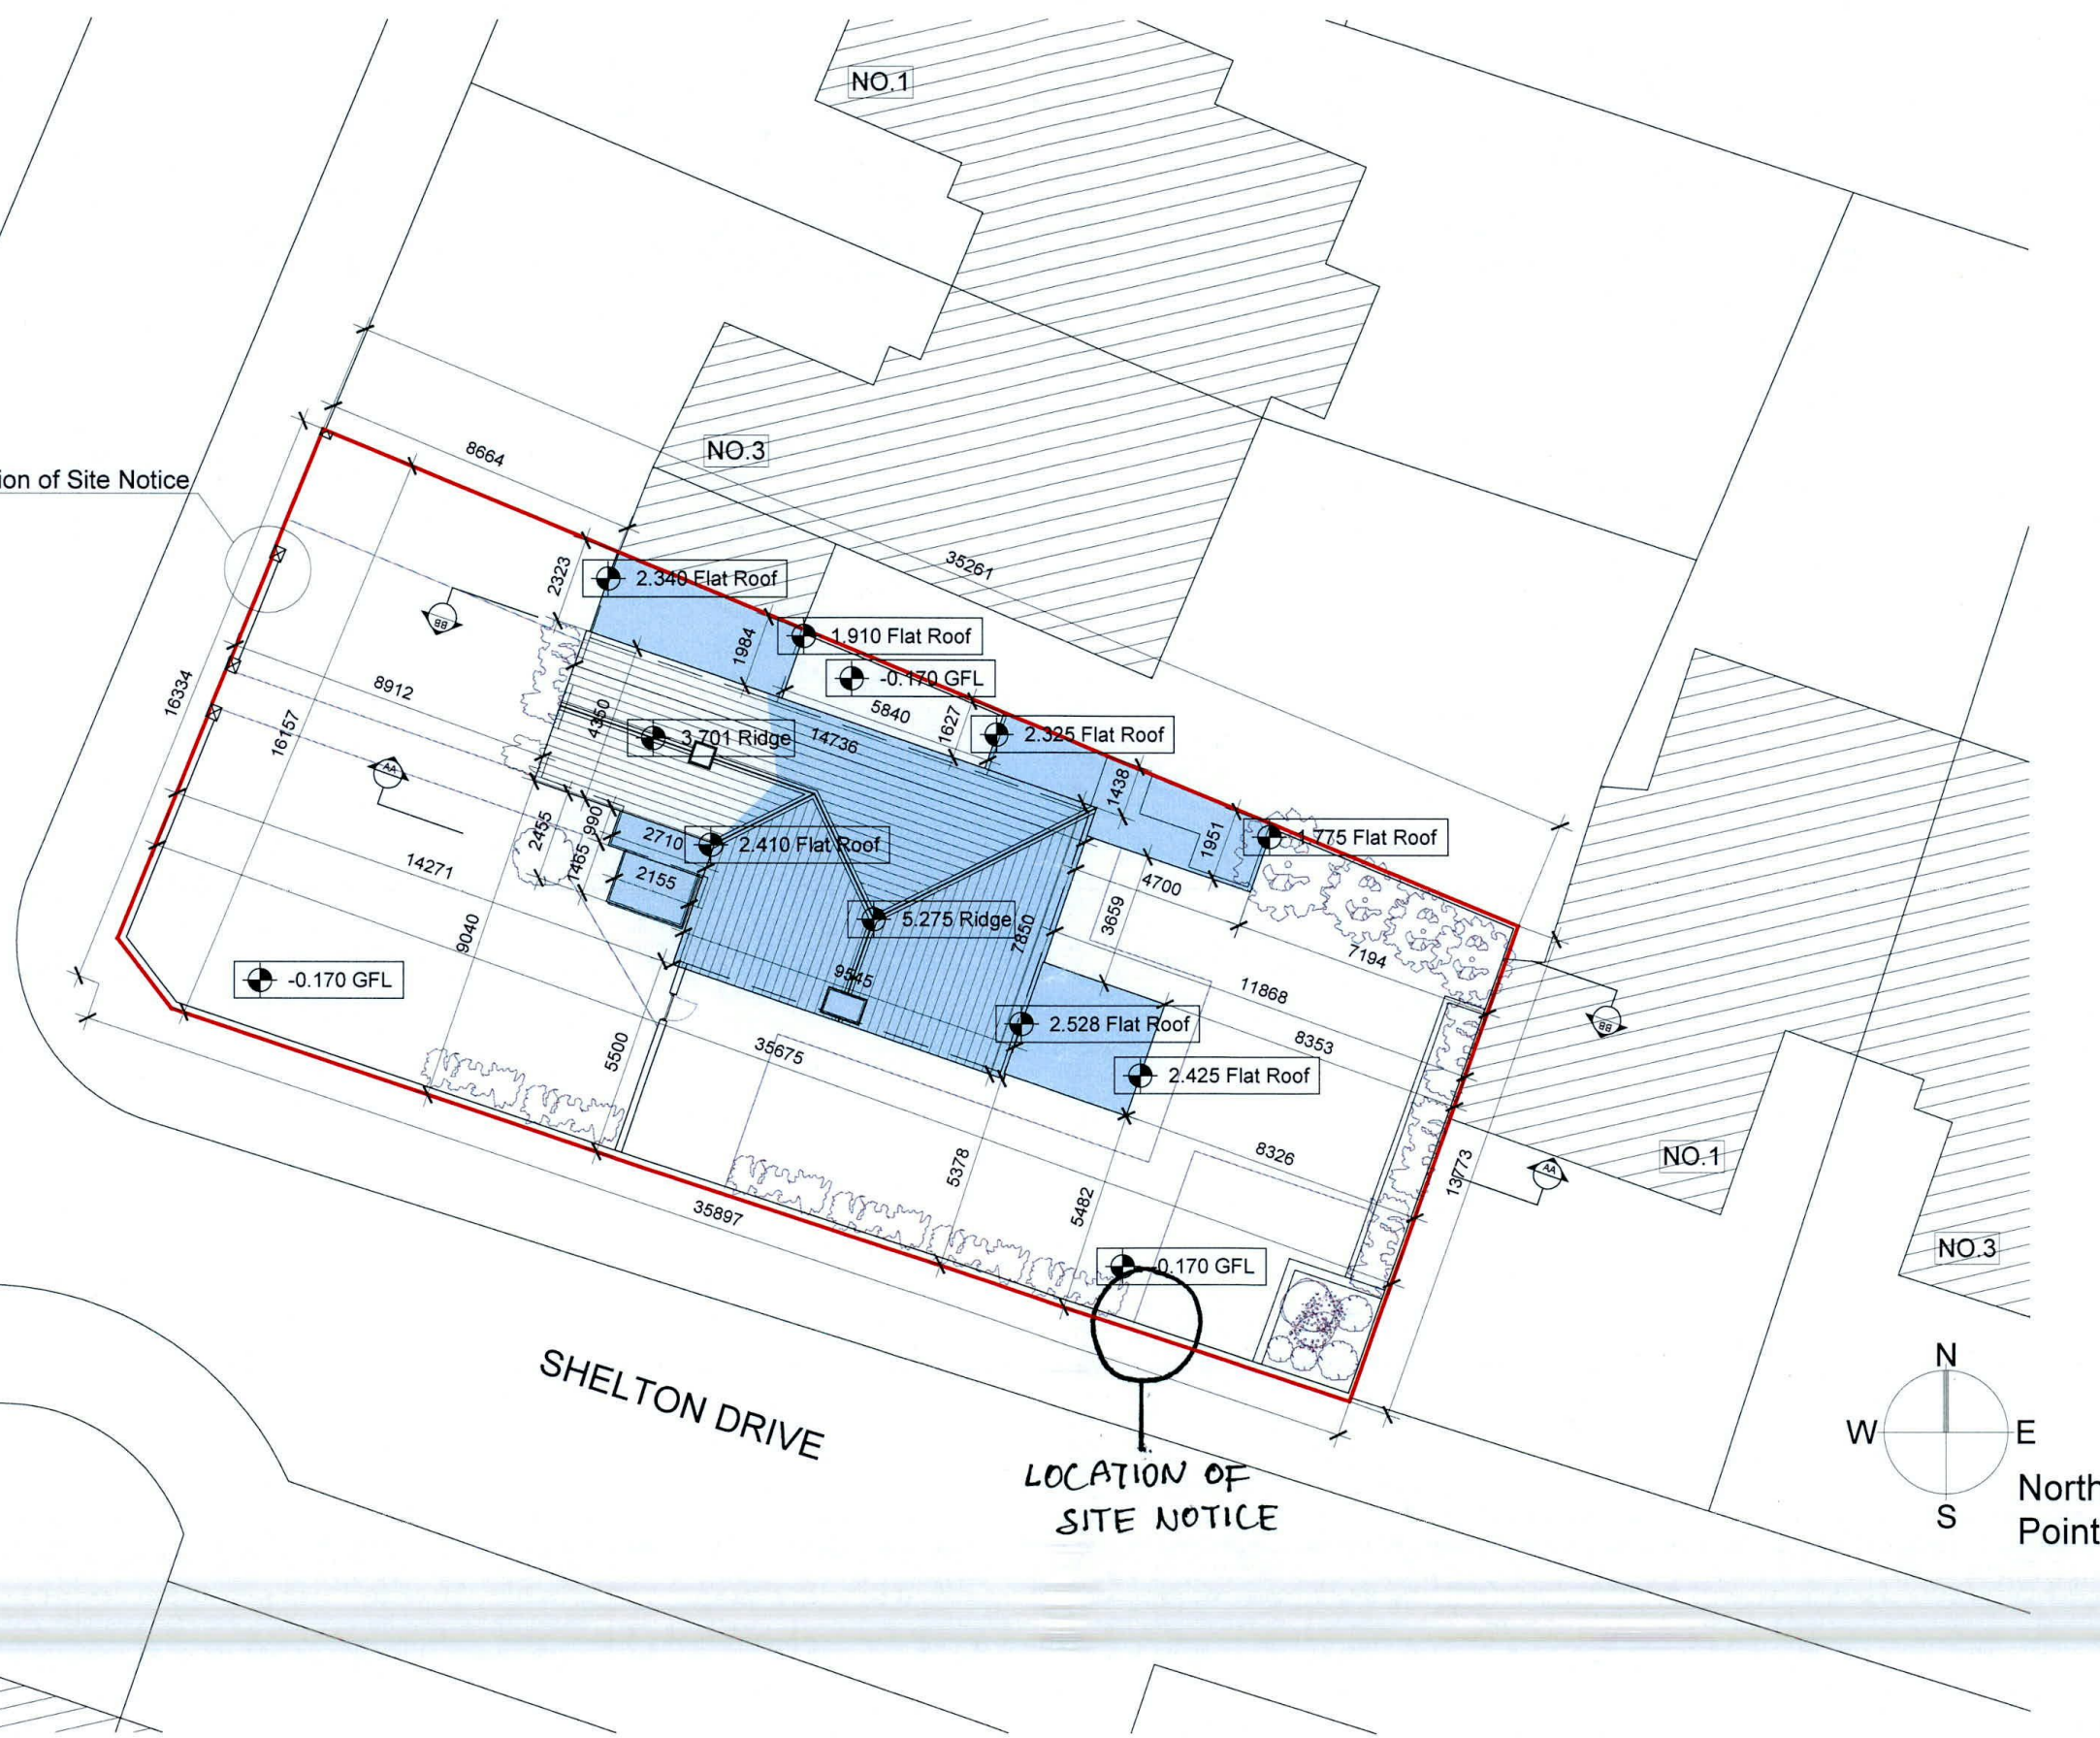 NO.1
NO.3
ion of Site Notice
8664
35261
2323
2.340 Flat Roof
1984
1.910 Flat Roof
-0.170 GFL
BB
8912
16334
16157
4350
3.701 Ridge
14736
5840
1627
2.325 Flat Roof
1438
1951
1.775 Flat Roof
AA
2455
990
1465
2710
2.410 Flat Roof
2155
14271
9040
5.275 Ridge
7850
9545
3659
4700
7194
11868
8353
BB
-0.170 GFL
2.528 Flat Roof
2.425 Flat Roof
5500
35675
5378
5482
8326
13773
AA
NO.1
NO.3
35897
-0.170 GFL
SHELTON DRIVE
LOCATION OF
SITE NOTICE
N
W
E
S
North
Point